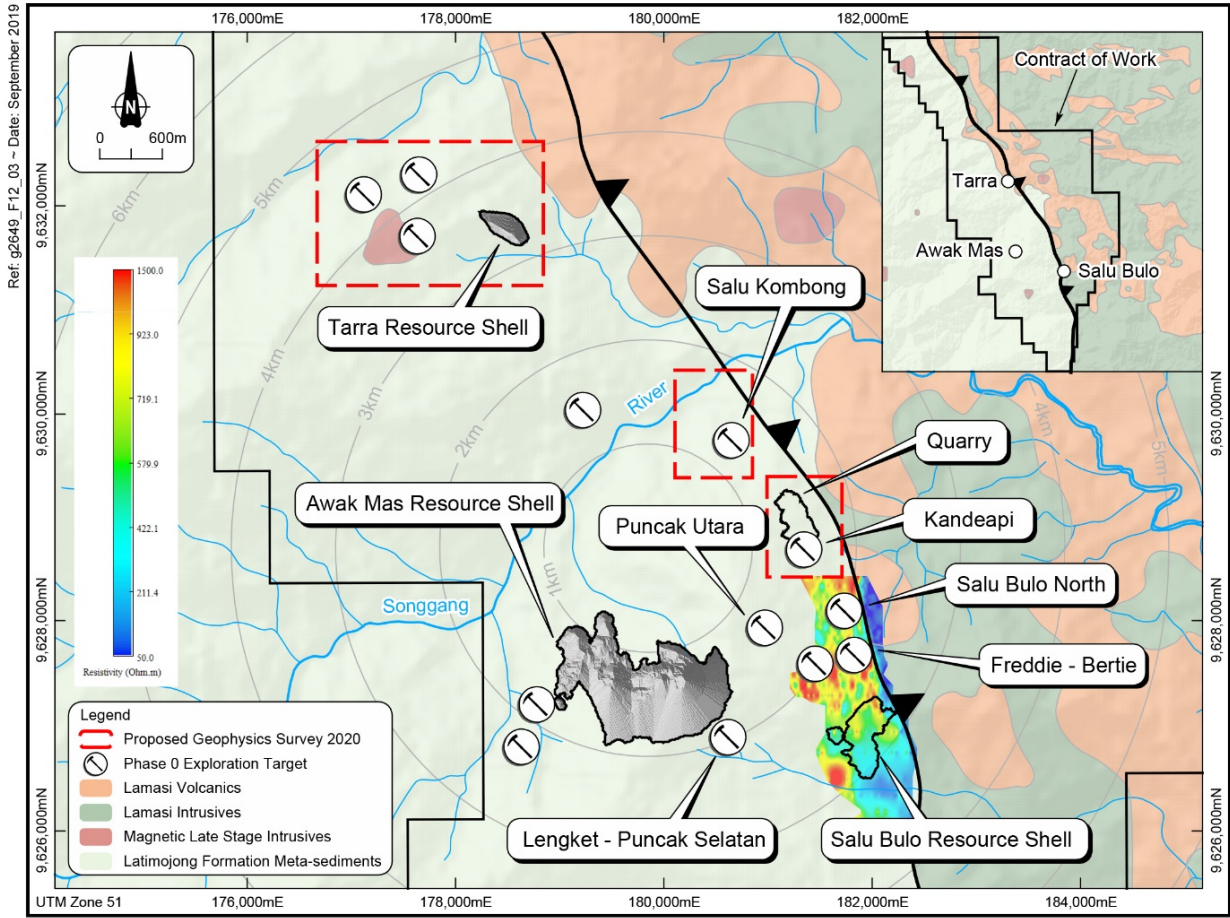 Ref: g2649_F12_03 ~ Date: September 2019
176,000mE
178,000mE
180,000mE
182,000mE
N
0 600m
Contract of Work
Tarra
Awak Mas
Salu Bulo
9,632,000mN
6km
5km
4km
3km
2km
1km
Tarra Resource Shell
Salu Kombong
River
9,630,000mN
9,630,000mN
4km
5km
Quarry
Awak Mas Resource Shell
Puncak Utara
Kandeapi
Salu Bulo North
Songgang
9,628,000mN
9,628,000mN
Freddie - Bertie
1500.0
923.0
719.1
579.9
422.1
211.4
50.0
Resistivity (Ohm.m)
Legend
Proposed Geophysics Survey 2020
Phase 0 Exploration Target
Lamasi Volcanics
Lamasi Intrusives
Magnetic Late Stage Intrusives
Latimojong Formation Meta-sediments
Lengket - Puncak Selatan
Salu Bulo Resource Shell
9,626,000mN
9,626,000mN
UTM Zone 51
176,000mE
178,000mE
180,000mE
182,000mE
184,000mE